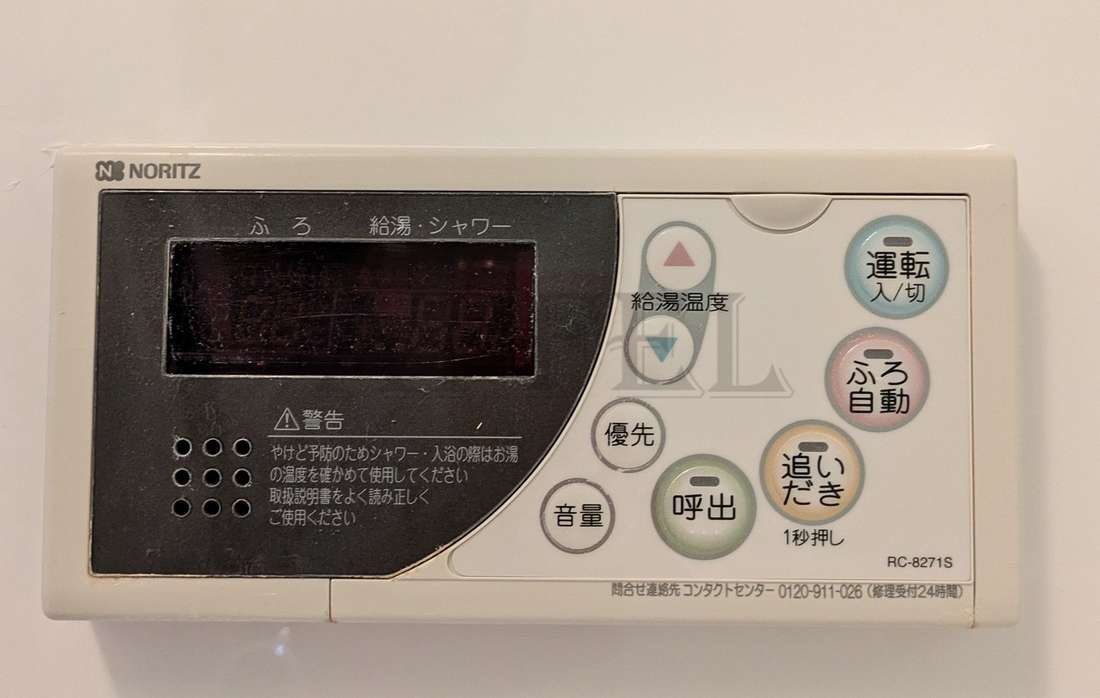 NORITZ
ふろ 給湯・シャワー
給湯温度
運転
入/切
ふろ
自動
優先
追い
だき
呼出
音量
1秒押し
⚠警告
やけど予防のためシャワー・入浴の際はお湯
の温度を確かめて使用してください
取扱説明書をよく読み正しく
ご使用ください
RC-8271S
問合せ連絡先 コンタクトセンター 0120-911-026 (修理受付24時間)